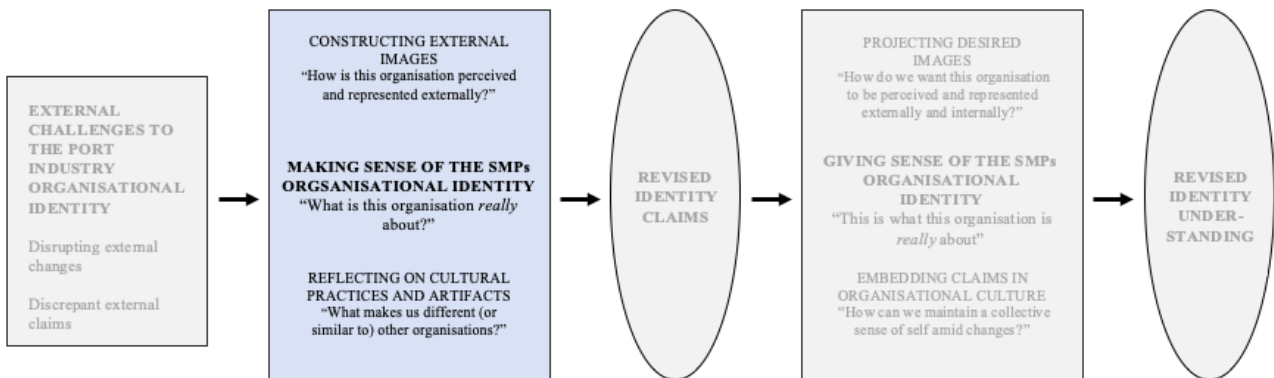 EXTERNAL
CHALLENGES TO
THE PORT
INDUSTRY
ORGANISATIONAL
IDENTITY
Disrupting external
changes
Discrepant external
claims
CONSTRUCTING EXTERNAL
IMAGES
“How is this organisation perceived
and represented externally?”
MAKING SENSE OF THE SMPs
ORGSANISATIONAL IDENTITY
“What is this organisation really
about?”
REFLECTING ON CULTURAL
PRACTICES AND ARTIFACTS
“What makes us different (or
similar to) other organisations?”
REVISED
IDENTITY
CLAIMS
PROJECTING DESIRED
IMAGES
“How do we want this organisation
to be perceived and represented
externally and internally?”
GIVING SENSE OF THE SMPs
ORGANISATIONAL
IDENTITY
“This is what this organisation is
really about”
EMBEDDING CLAIMS IN
ORGANISATIONAL CULTURE
“How can we maintain a collective
sense of self amid changes?”
REVISED
IDENTITY
UNDER-
STANDING